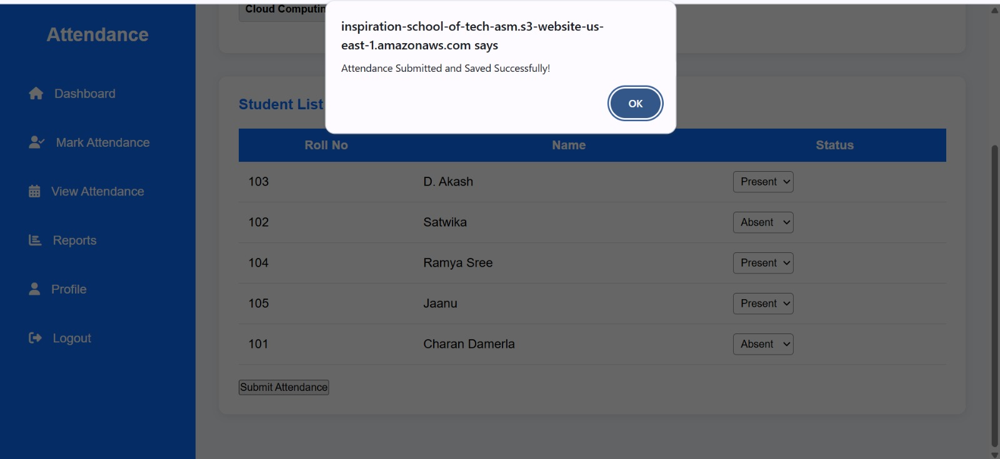 Attendance
Dashboard
Mark Attendance
View Attendance
Reports
Profile
Logout
Cloud
inspiration-school-of-tech-asm.s3-website-us-
east-1.amazonaws.com says
Attendance Submitted and Saved Successfully!
OK
Student List
Roll No Name Status
103 D. Akash Present
102 Satwika Absent
104 Ramya Sree Present
105 Jaanu Present
101 Charan Damerla Absent
Submit Attendance